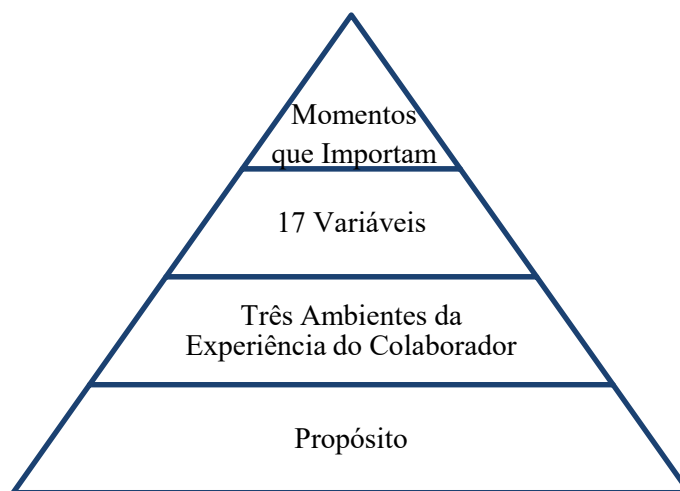 Momentos
que Importam
17 Variáveis
Três Ambientes da
Experiência do Colaborador
Propósito